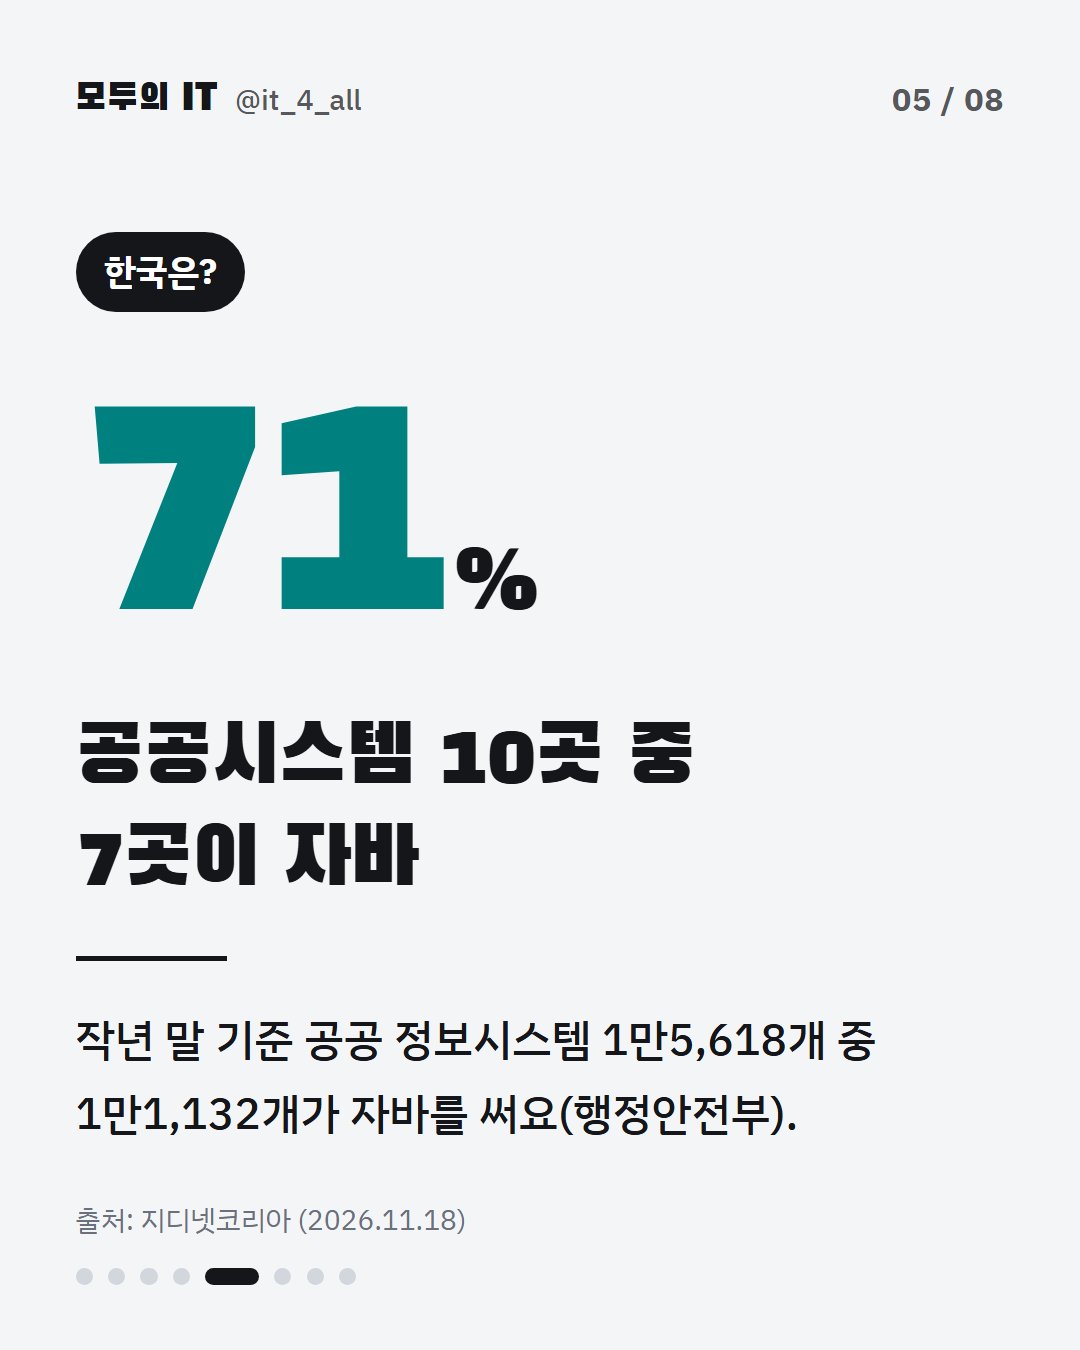 모두의 IT @it_4_all
05 / 08
한국은?
71%
공공시스템 10곳 중
7곳이 자바
작년 말 기준 공공 정보시스템 1만5,618개 중
1만1,132개가 자바를 써요(행정안전부).
출처: 지디넷코리아 (2026.11.18)